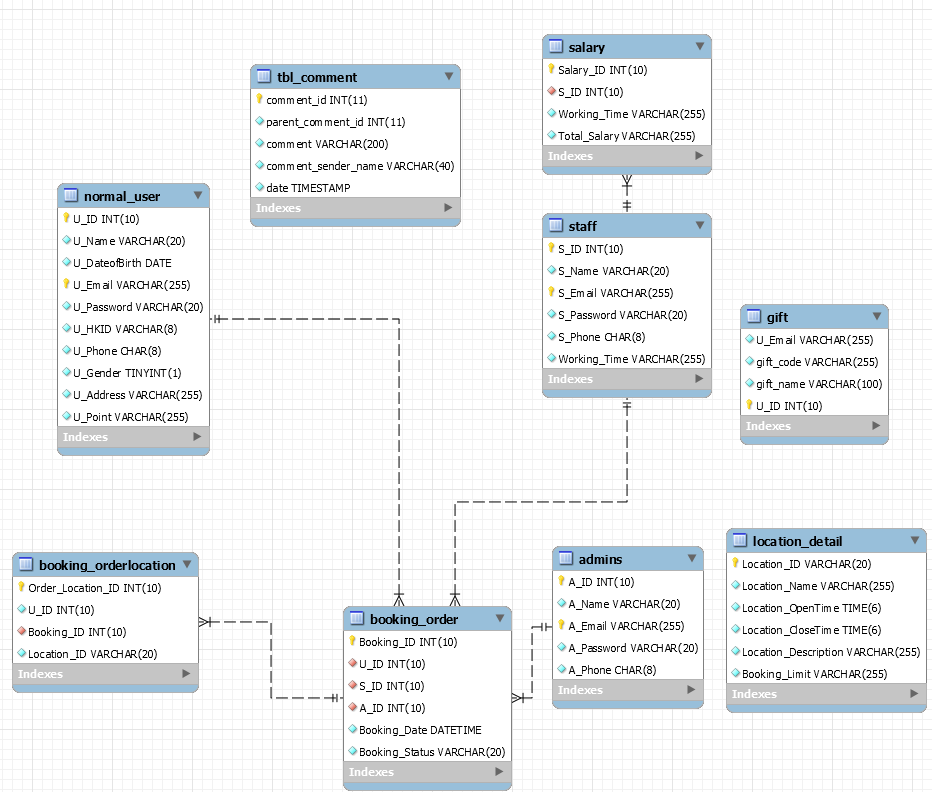 salary
Salary_ID INT(10)
S_ID INT(10)
Working_Time VARCHAR(255)
Total_Salary VARCHAR(255)
Indexes
tbl_comment
comment_id INT(11)
parent_comment_id INT(11)
comment VARCHAR(200)
comment_sender_name VARCHAR(40)
date TIMESTAMP
Indexes
normal_user
U_ID INT(10)
U_Name VARCHAR(20)
U_DateofBirth DATE
U_Email VARCHAR(255)
U_Password VARCHAR(20)
U_HKID VARCHAR(8)
U_Phone CHAR(8)
U_Gender TINYINT(1)
U_Address VARCHAR(255)
U_Point VARCHAR(255)
Indexes
staff
S_ID INT(10)
S_Name VARCHAR(20)
S_Email VARCHAR(255)
S_Password VARCHAR(20)
S_Phone CHAR(8)
Working_Time VARCHAR(255)
Indexes
gift
U_Email VARCHAR(255)
gift_code VARCHAR(255)
gift_name VARCHAR(100)
U_ID INT(10)
Indexes
booking_orderlocation
Order_Location_ID INT(10)
U_ID INT(10)
Booking_ID INT(10)
Location_ID VARCHAR(20)
Indexes
booking_order
Booking_ID INT(10)
U_ID INT(10)
S_ID INT(10)
A_ID INT(10)
Booking_Date DATETIME
Booking_Status VARCHAR(20)
Indexes
admins
A_ID INT(10)
A_Name VARCHAR(20)
A_Email VARCHAR(255)
A_Password VARCHAR(20)
A_Phone CHAR(8)
Indexes
location_detail
Location_ID VARCHAR(20)
Location_Name VARCHAR(255)
Location_OpenTime TIME(6)
Location_CloseTime TIME(6)
Location_Description VARCHAR(255)
Booking_Limit VARCHAR(255)
Indexes